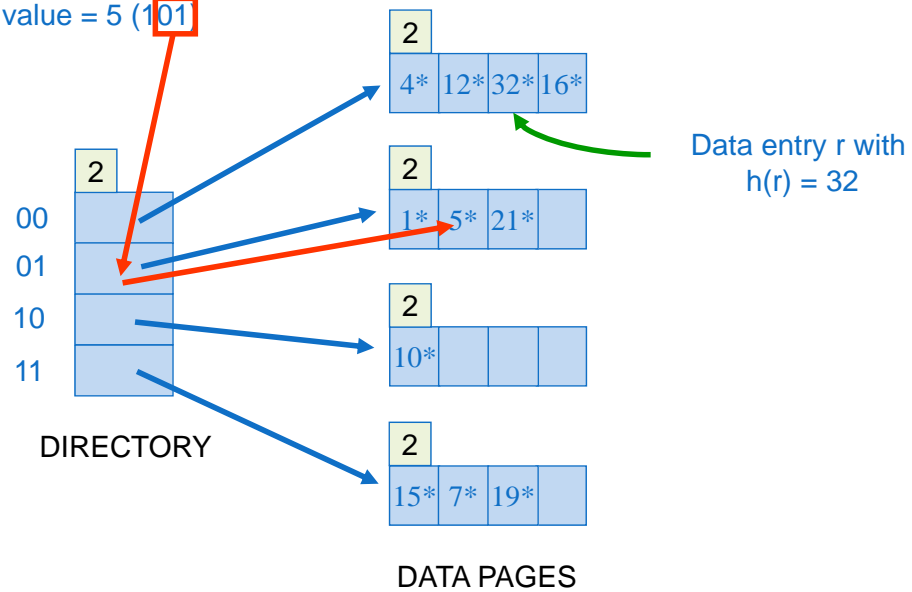 value = 5 (101)
2
4* 12* 32* 16*
Data entry r with
h(r) = 32
2
2
00
1* 5* 21*
01
2
10
10*
11
DIRECTORY
2
15* 7* 19*
DATA PAGES